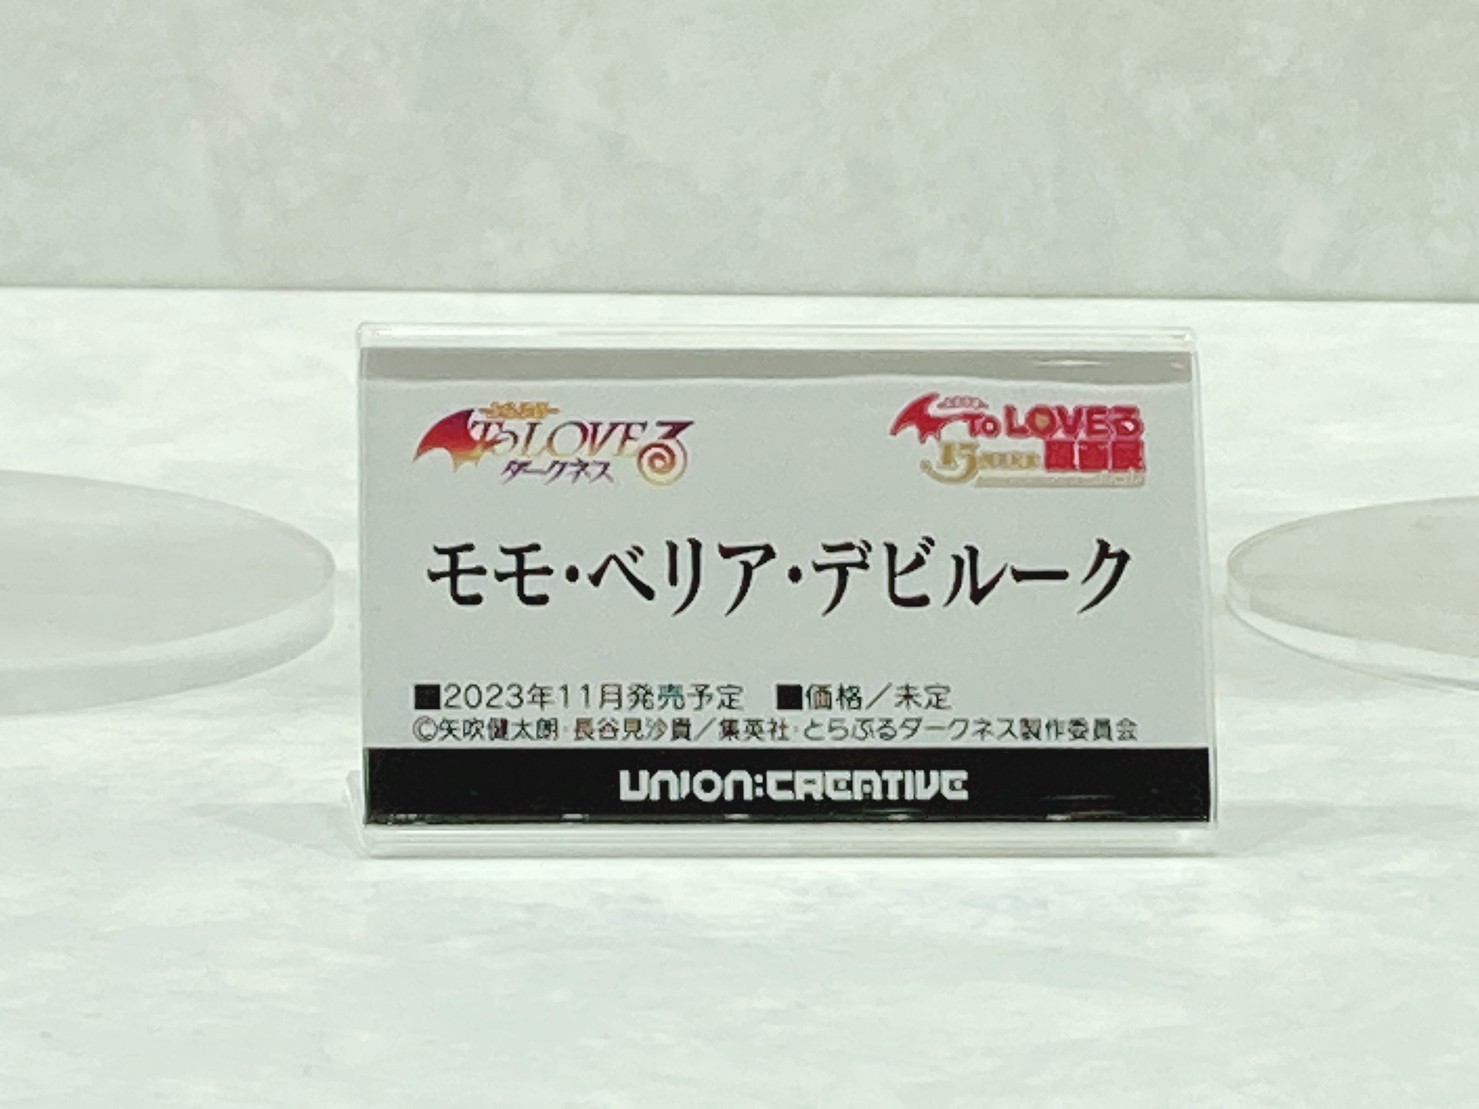 To LOVEる
ダークネス
To LOVEる
15
モモ・ベリア・デビルーク
■2023年11月発売予定 ■価格／未定
©矢吹健太朗・長谷見沙貴／集英社・とらぶるダークネス製作委員会
UNION:CREATIVE